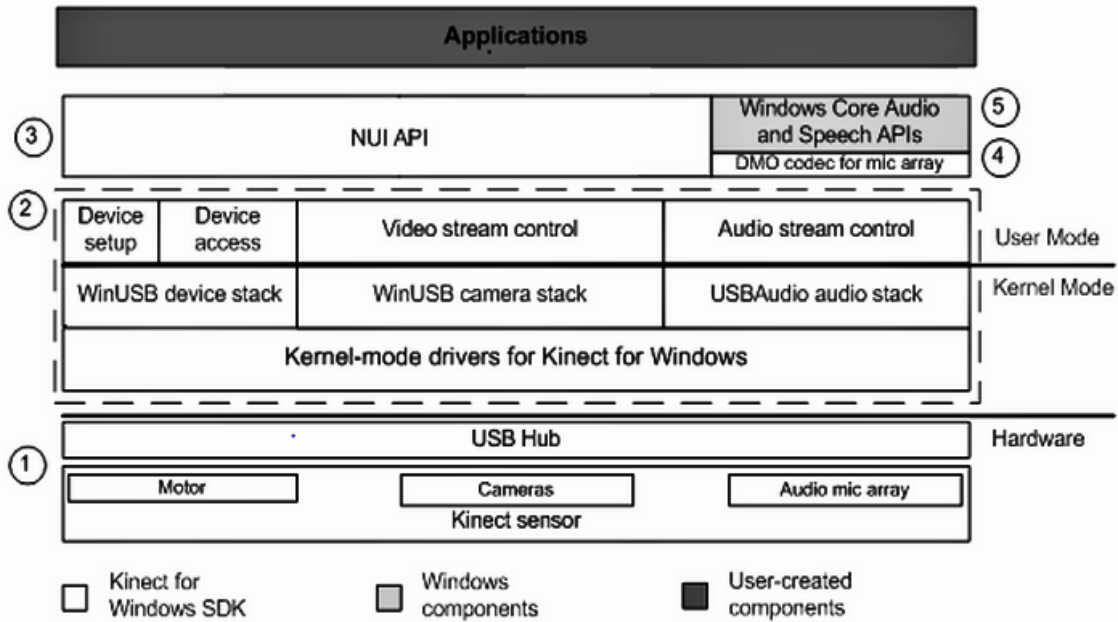 Applications
3
NUI API
Windows Core Audio
and Speech APIs
5
DMO codec for mic array
4
2
Device
setup
Device
access
Video stream control
Audio stream control
User Mode
WinUSB device stack
WinUSB camera stack
USBAudio audio stack
Kernel Mode
Kernel-mode drivers for Kinect for Windows
USB Hub
Hardware
1
Motor
Cameras
Audio mic array
Kinect sensor
Kinect for
Windows SDK
Windows
components
User-created
components